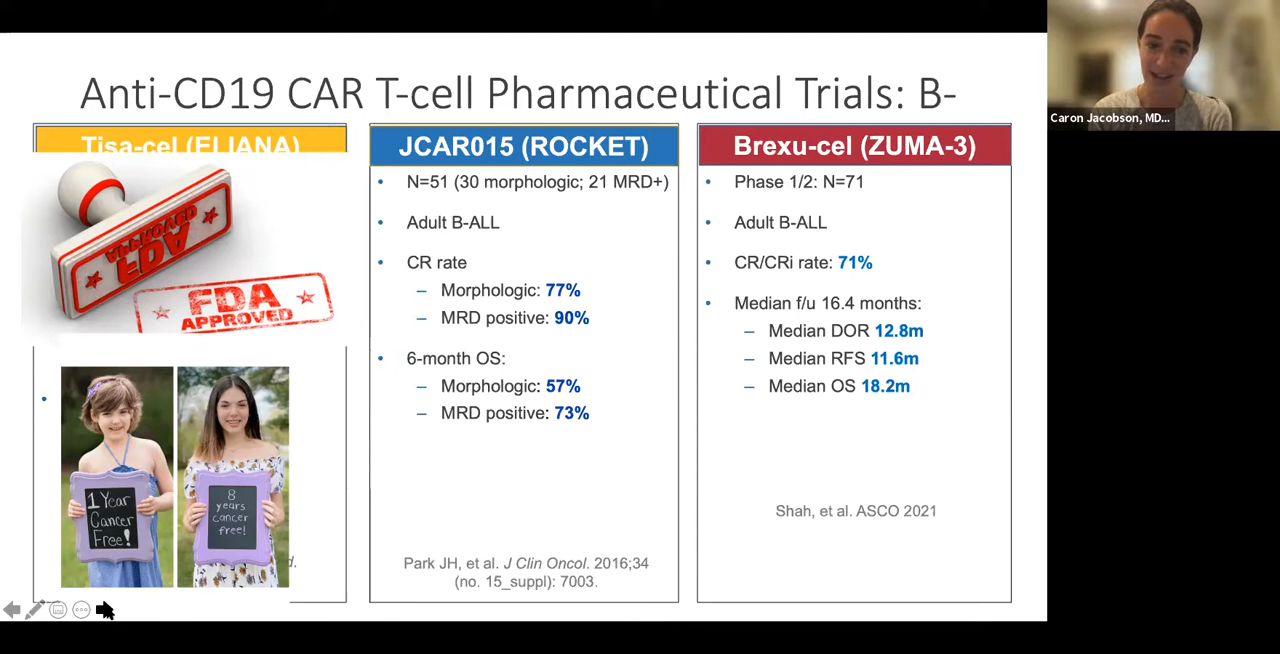 Anti-CD19 CAR T-cell Pharmaceutical Trials: B-
Tisa-cel (ELIANA)
APPROVED
FDA
FDA
APPROVED
1 Year
Cancer
Free!
8
years
cancer
free!
d.
JCAR015 (ROCKET)
• N=51 (30 morphologic; 21 MRD+)
• Adult B-ALL
• CR rate
– Morphologic: 77%
– MRD positive: 90%
• 6-month OS:
– Morphologic: 57%
– MRD positive: 73%
Park JH, et al. J Clin Oncol. 2016;34
(no. 15_suppl): 7003.
Brexu-cel (ZUMA-3)
• Phase 1/2: N=71
• Adult B-ALL
• CR/CRi rate: 71%
• Median f/u 16.4 months:
– Median DOR 12.8m
– Median RFS 11.6m
– Median OS 18.2m
Shah, et al. ASCO 2021
Caron Jacobson, MD...